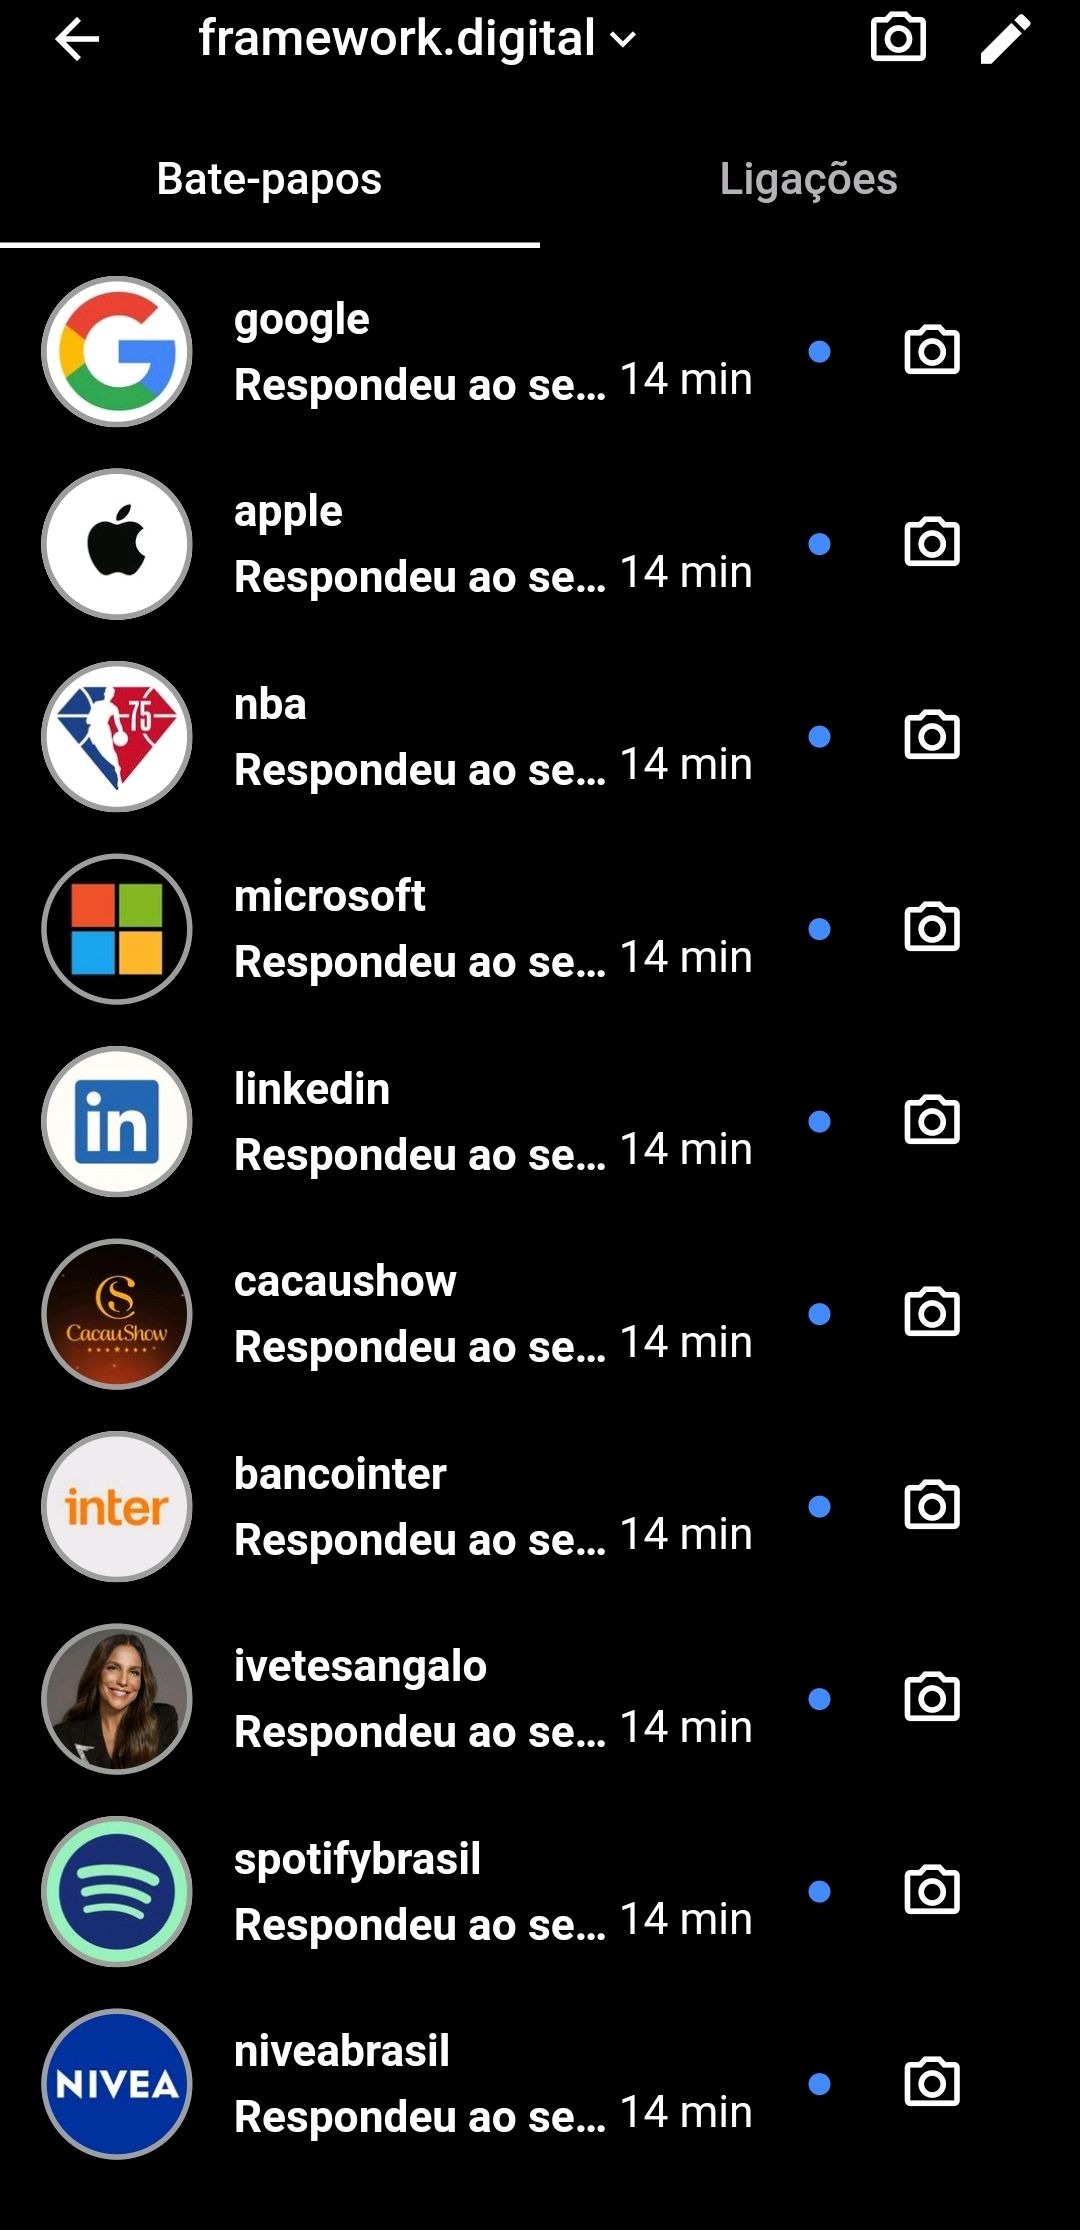 framework.digital
Bate-papos Ligações
google
Respondeu ao se... 14 min
apple
Respondeu ao se... 14 min
75
nba
Respondeu ao se... 14 min
microsoft
Respondeu ao se... 14 min
in
linkedin
Respondeu ao se... 14 min
CacauShow
cacaushow
Respondeu ao se... 14 min
inter
bancointer
Respondeu ao se... 14 min
ivetesangalo
Respondeu ao se... 14 min
spotifybrasil
Respondeu ao se... 14 min
NIVEA
niveabrasil
Respondeu ao se... 14 min